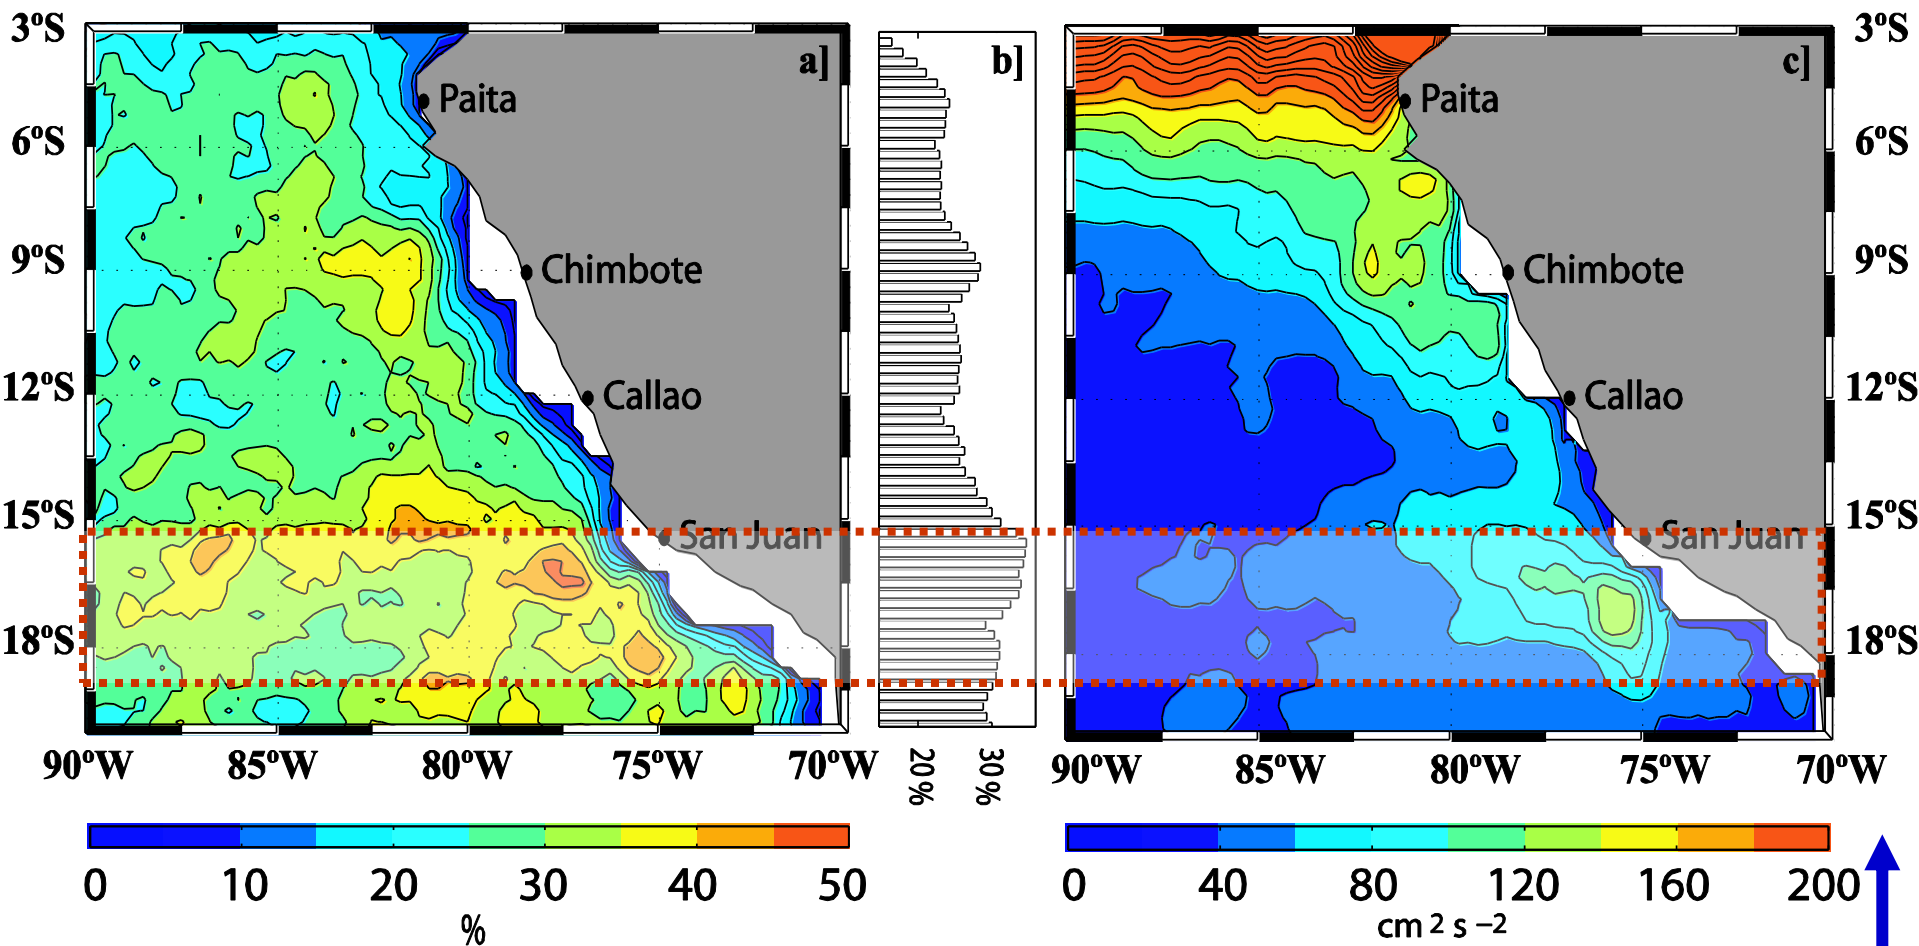 3°S a] b] c] 3°S
Paita Paita
6°S 6°S
9°S Chimbote Chimbote 9°S
12°S Callao Callao 12°S
15°S San Juan San Juan 15°S
18°S 18°S
90°W 85°W 80°W 75°W 70°W 20% 30% 90°W 85°W 80°W 75°W 70°W
0 10 20 30 40 50 0 40 80 120 160 200
% cm 2 s −2